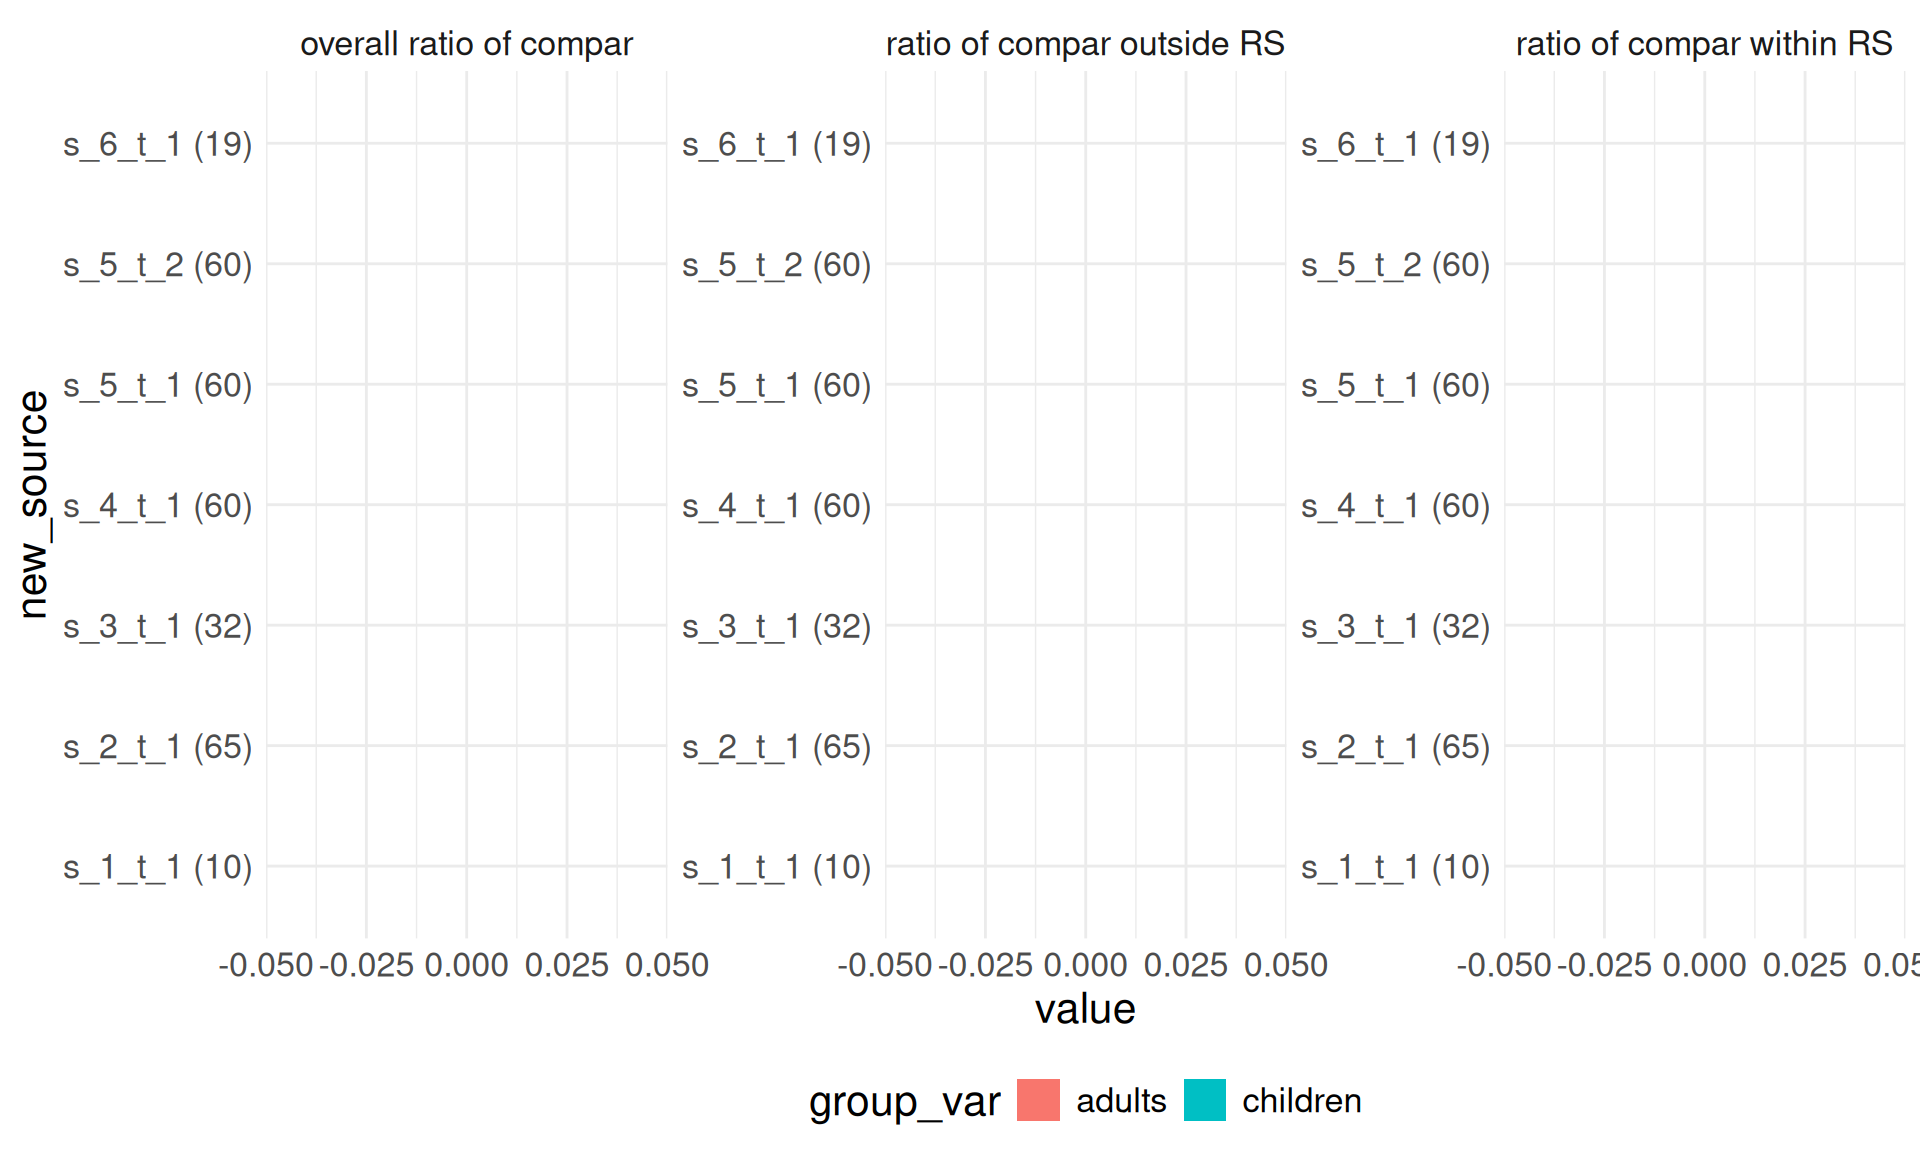 overall ratio of compar ratio of compar outside RS ratio of compar within RS
s_6_t_1 (19) s_6_t_1 (19) s_6_t_1 (19)
s_5_t_2 (60) s_5_t_2 (60) s_5_t_2 (60)
s_5_t_1 (60) s_5_t_1 (60) s_5_t_1 (60)
new_source
s_4_t_1 (60) s_4_t_1 (60) s_4_t_1 (60)
s_3_t_1 (32) s_3_t_1 (32) s_3_t_1 (32)
s_2_t_1 (65) s_2_t_1 (65) s_2_t_1 (65)
s_1_t_1 (10) s_1_t_1 (10) s_1_t_1 (10)
-0.050 -0.025 0.000 0.025 0.050 -0.050 -0.025 0.000 0.025 0.050 -0.050 -0.025 0.000 0.025
value
group_var adults children